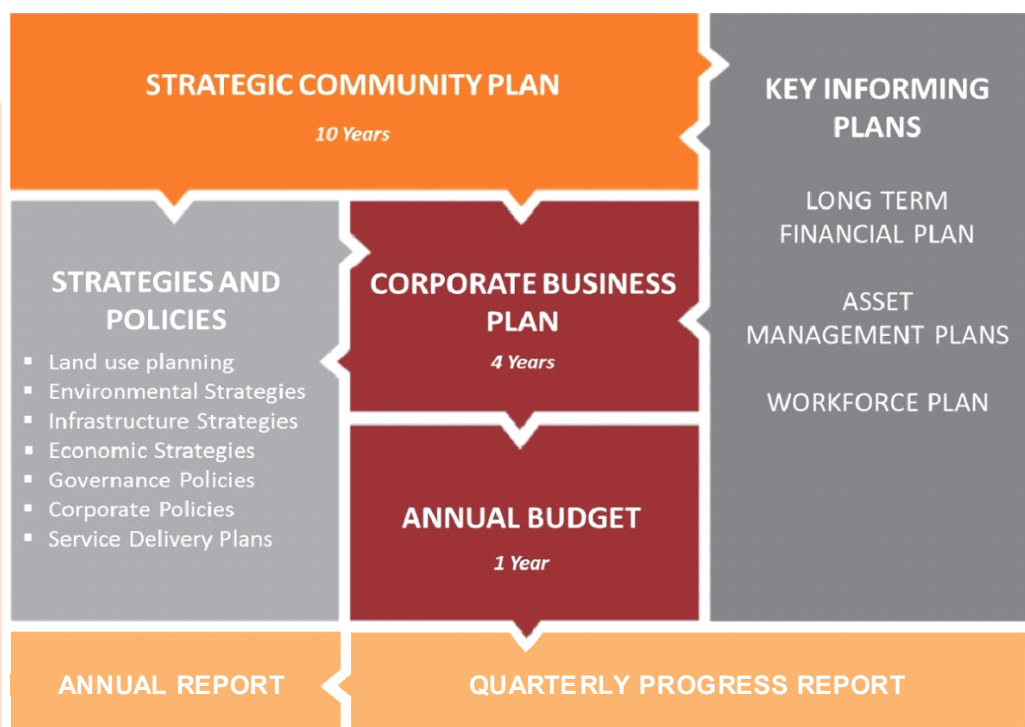 STRATEGIC COMMUNITY PLAN
10 Years
KEY INFORMING
PLANS
LONG TERM
FINANCIAL PLAN
ASSET
MANAGEMENT PLANS
WORKFORCE PLAN
STRATEGIES AND
POLICIES
▪ Land use planning
▪ Environmental Strategies
▪ Infrastructure Strategies
▪ Economic Strategies
▪ Governance Policies
▪ Corporate Policies
▪ Service Delivery Plans
CORPORATE BUSINESS
PLAN
4 Years
ANNUAL BUDGET
1 Year
ANNUAL REPORT
QUARTERLY PROGRESS REPORT